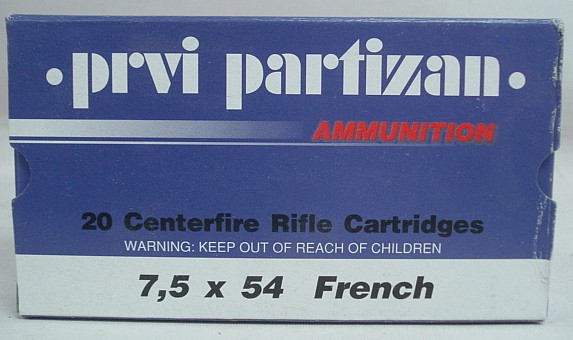 • prvi partizan •
AMMUNITION
20 Centerfire Rifle Cartridges
WARNING: KEEP OUT OF REACH OF CHILDREN
7,5 x 54 French